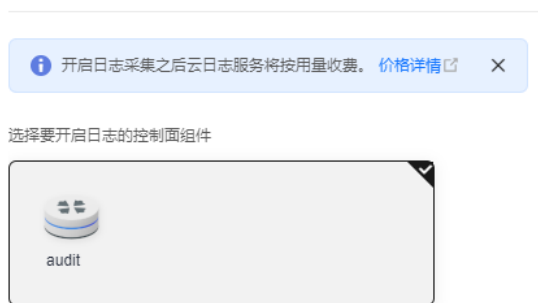 开启日志采集之后云日志服务将按用量收费。 价格详情
选择要开启日志的控制面组件
audit